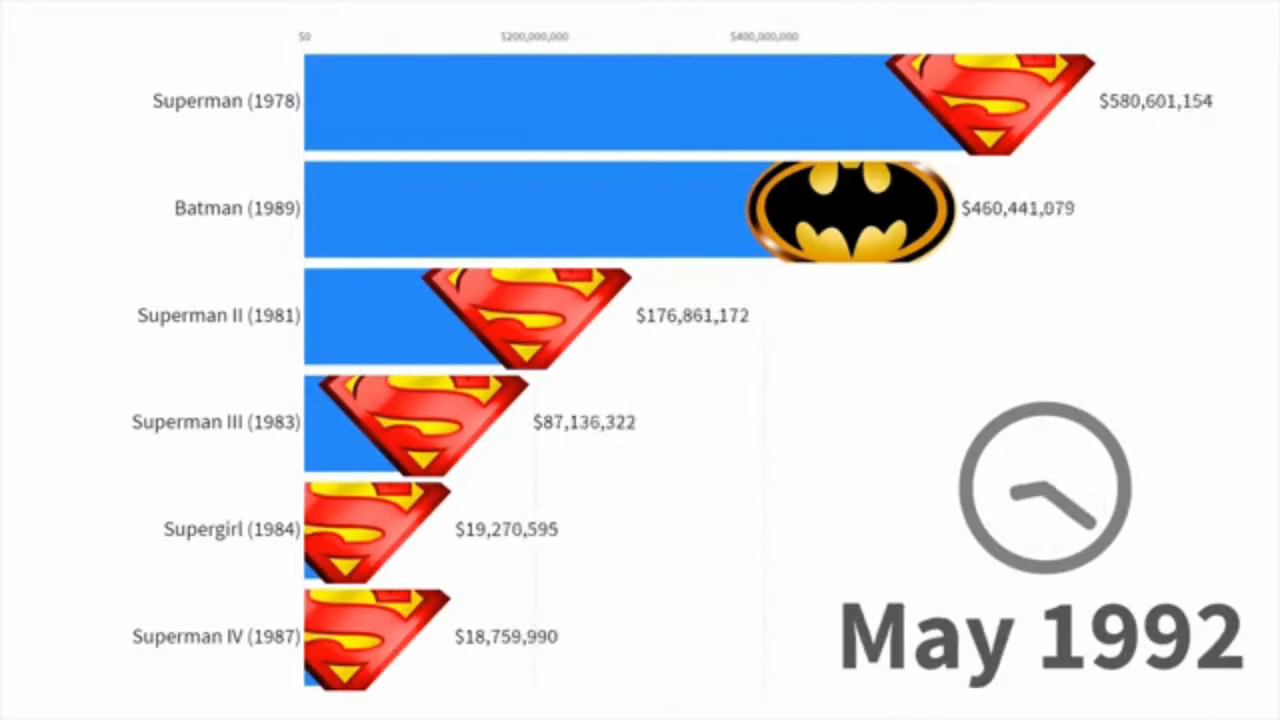 $0 $200,000,000 $400,000,000
Superman (1978) $580,601,154
Batman (1989) $460,441,079
Superman II (1981) $176,861,172
Superman III (1983) $87,136,322
Supergirl (1984) $19,270,595
Superman IV (1987) $18,759,990
May 1992